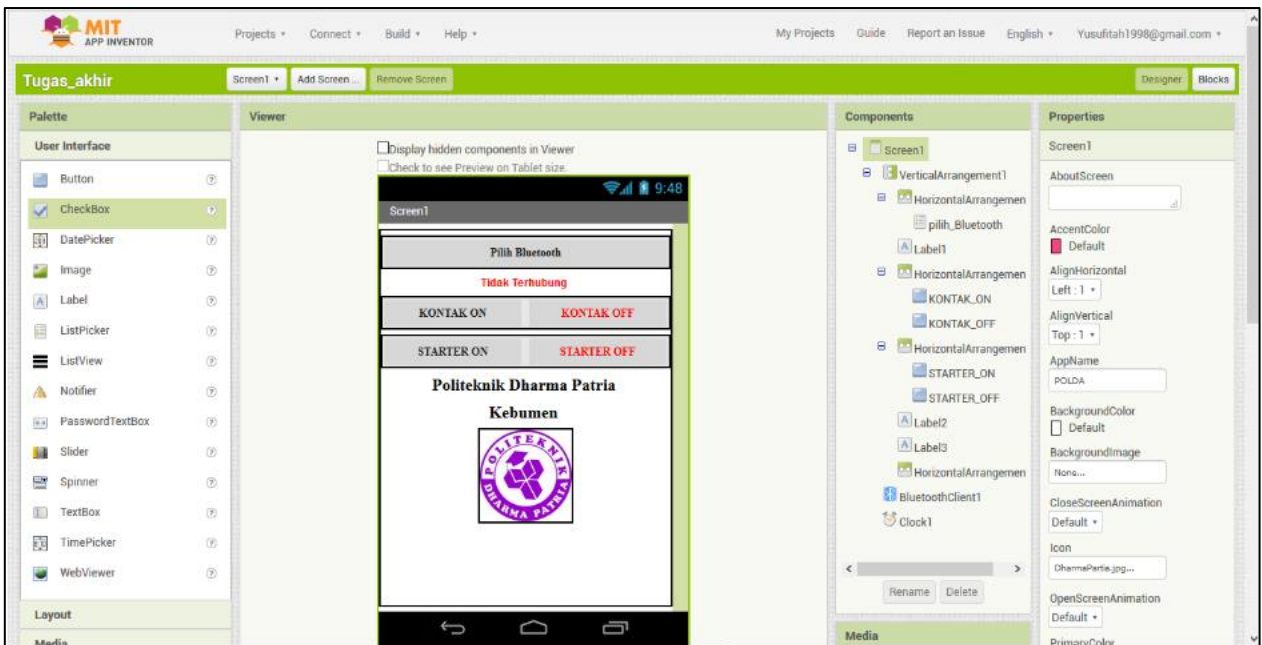 MIT
APP INVENTOR
Projects
Connect
Build
Help
My Projects
Guide
Report an Issue
English
Yusufitah1998@gmail.com
Tugas_akhir
Screen1
Add Screen...
Remove Screen
Designer
Blocks
Palette
User Interface
Button
CheckBox
DatePicker
Image
Label
ListPicker
ListView
Notifier
PasswordTextBox
Slider
Spinner
TextBox
TimePicker
WebViewer
Layout
Media
Viewer
Display hidden components in Viewer
Check to see Preview on Tablet size.
9:48
Screen1
Pilih Bluetooth
Tidak Terhubung
KONTAK ON
KONTAK OFF
STARTER ON
STARTER OFF
Politeknik Dharma Patria
Kebumen
POLITEKNIK
DHARMA PATRIA
Components
Screen1
VerticalArrangement1
HorizontalArrangemen
pilih_Bluetooth
Label1
HorizontalArrangemen
KONTAK_ON
KONTAK_OFF
HorizontalArrangemen
STARTER_ON
STARTER_OFF
Label2
Label3
HorizontalArrangemen
BluetoothClient1
Clock1
Rename
Delete
Media
Properties
Screen1
AboutScreen
AccentColor
Default
AlignHorizontal
Left : 1
AlignVertical
Top : 1
AppName
POLDA
BackgroundColor
Default
BackgroundImage
None...
CloseScreenAnimation
Default
Icon
DharmaPartia.jpg...
OpenScreenAnimation
Default
PrimaryColor